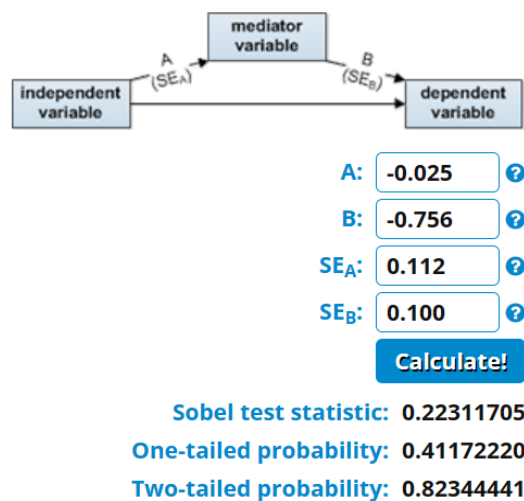 mediator
variable
A
(SEA)
B
(SEB)
independent
variable
dependent
variable
A: -0.025 ?
B: -0.756 ?
SEA: 0.112 ?
SEB: 0.100 ?
Calculate!
Sobel test statistic: 0.22311705
One-tailed probability: 0.41172220
Two-tailed probability: 0.82344441